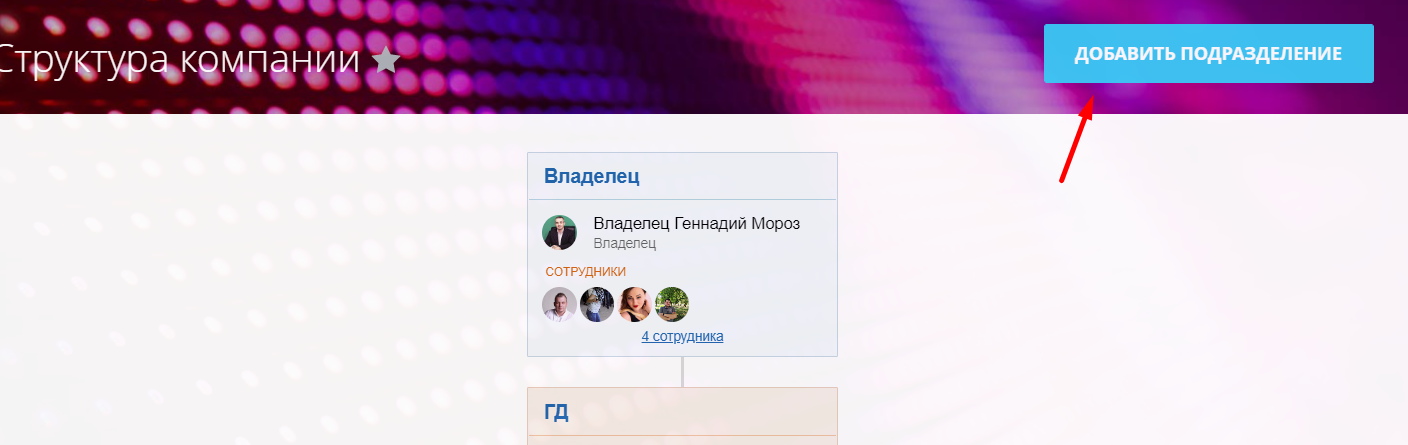 Структура компании
ДОБАВИТЬ ПОДРАЗДЕЛЕНИЕ
Владелец
Владелец Геннадий Мороз
Владелец
СОТРУДНИКИ
4 сотрудника
ГД